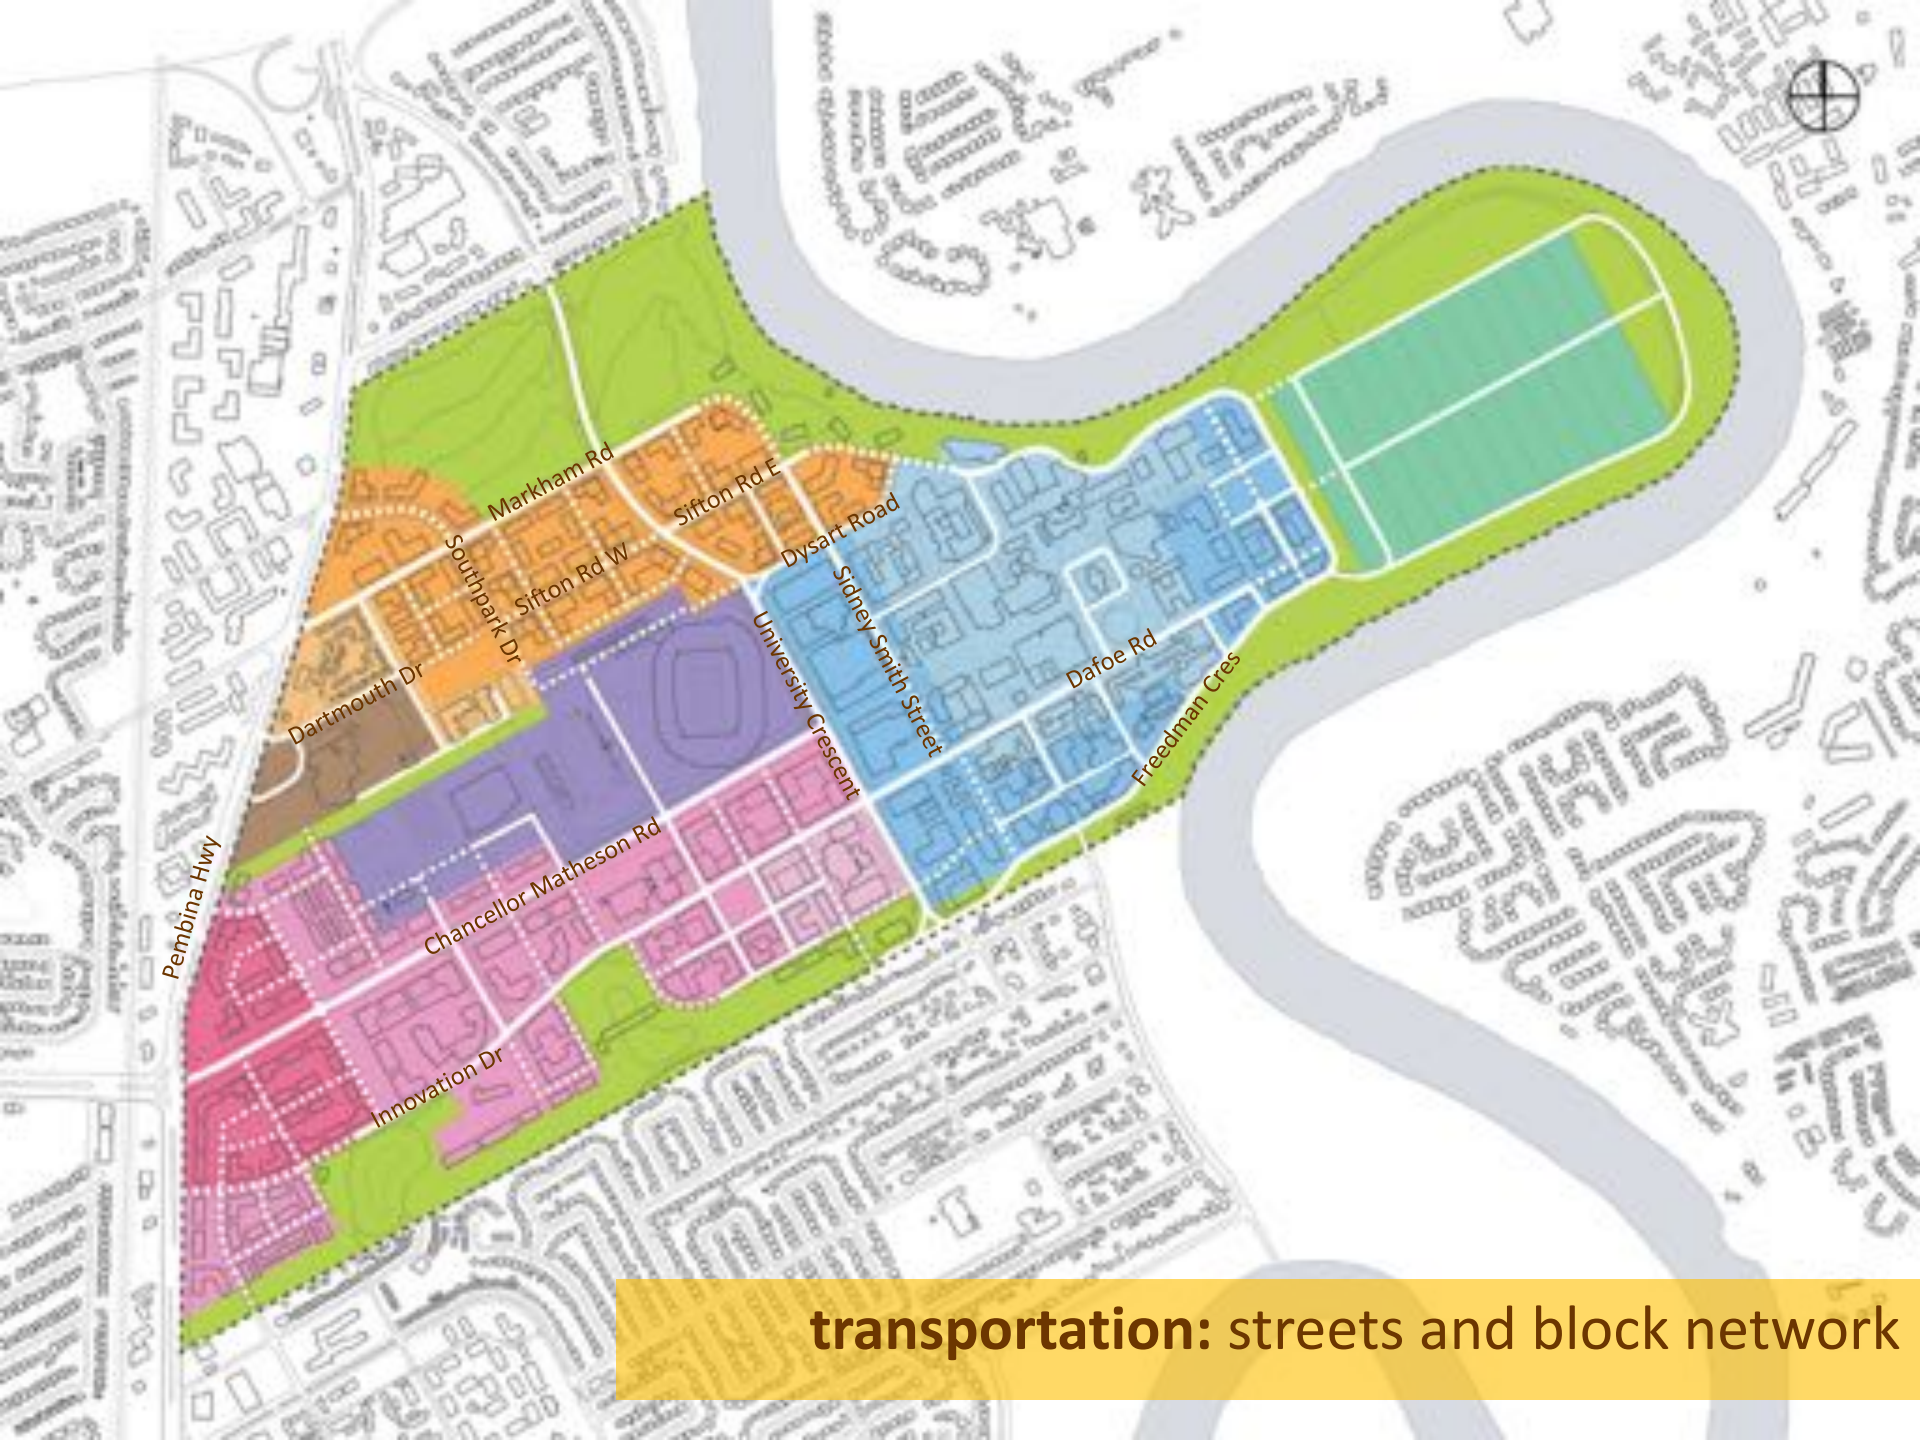 Markham Rd
Sifton Rd E
Dysart Road
Southpark Dr
Sifton Rd W
Sidney Smith Street
University Crescent
Dafoe Rd
Dartmouth Dr
Freedman Cres
Pembina Hwy
Chancellor Matheson Rd
Innovation Dr
transportation: streets and block network